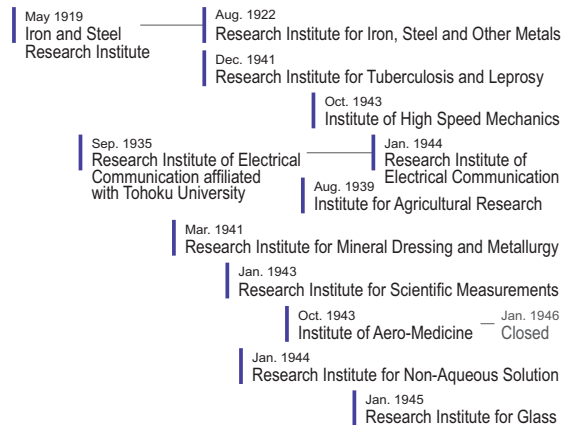 May 1919
Iron and Steel
Research Institute
Aug. 1922
Research Institute for Iron, Steel and Other Metals
Dec. 1941
Research Institute for Tuberculosis and Leprosy
Oct. 1943
Institute of High Speed Mechanics
Sep. 1935
Research Institute of Electrical
Communication affiliated
with Tohoku University
Jan. 1944
Research Institute of
Electrical Communication
Aug. 1939
Institute for Agricultural Research
Mar. 1941
Research Institute for Mineral Dressing and Metallurgy
Jan. 1943
Research Institute for Scientific Measurements
Oct. 1943
Institute of Aero-Medicine
Jan. 1946
Closed
Jan. 1944
Research Institute for Non-Aqueous Solution
Jan. 1945
Research Institute for Glass